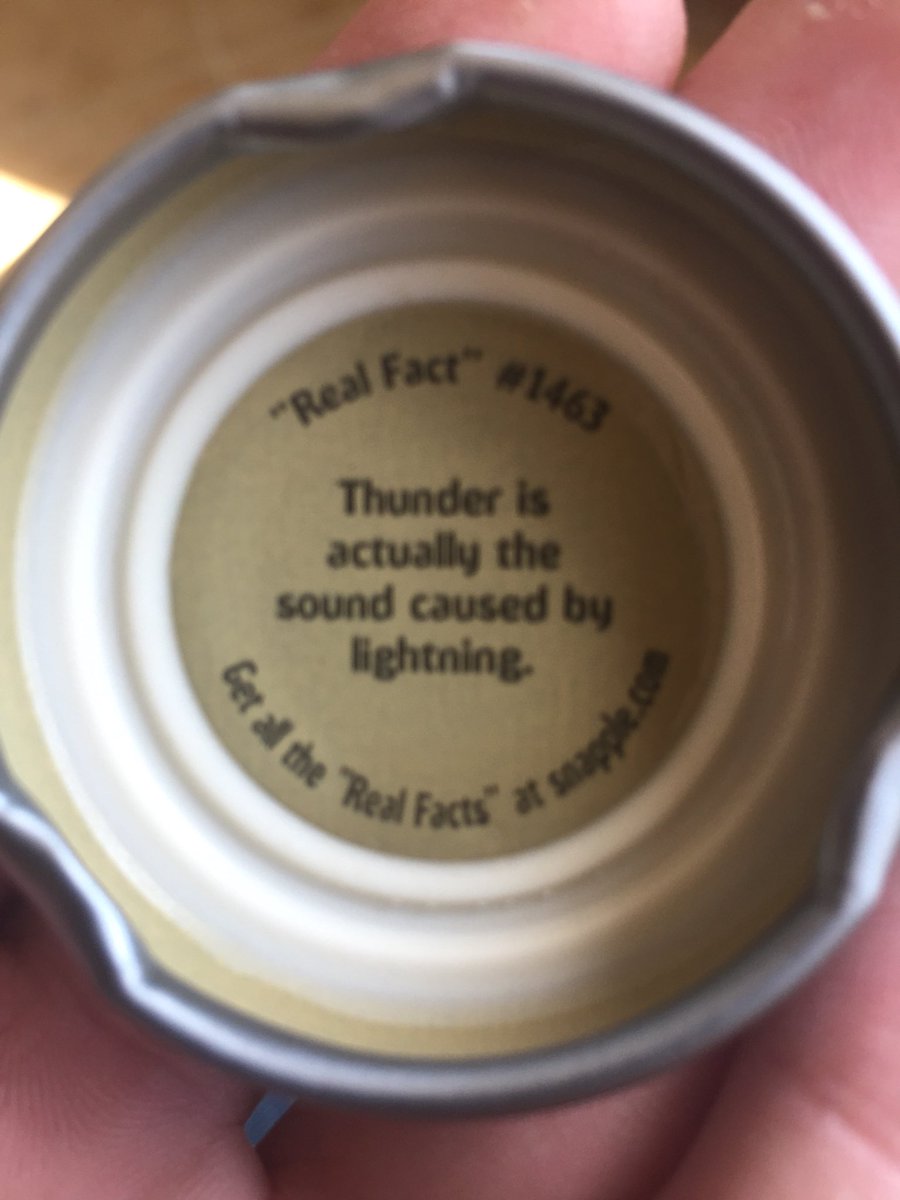 "Real Fact" #1463
Thunder is
actually the
sound caused by
lightning.
Get all the "Real Facts" at snapple.com